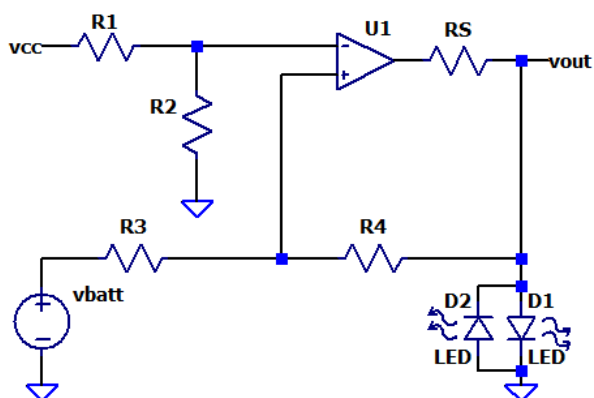 R1
U1
RS
vcc
-
vout
+
R2
R3
R4
vbatt
+
-
D2
D1
LED
LED